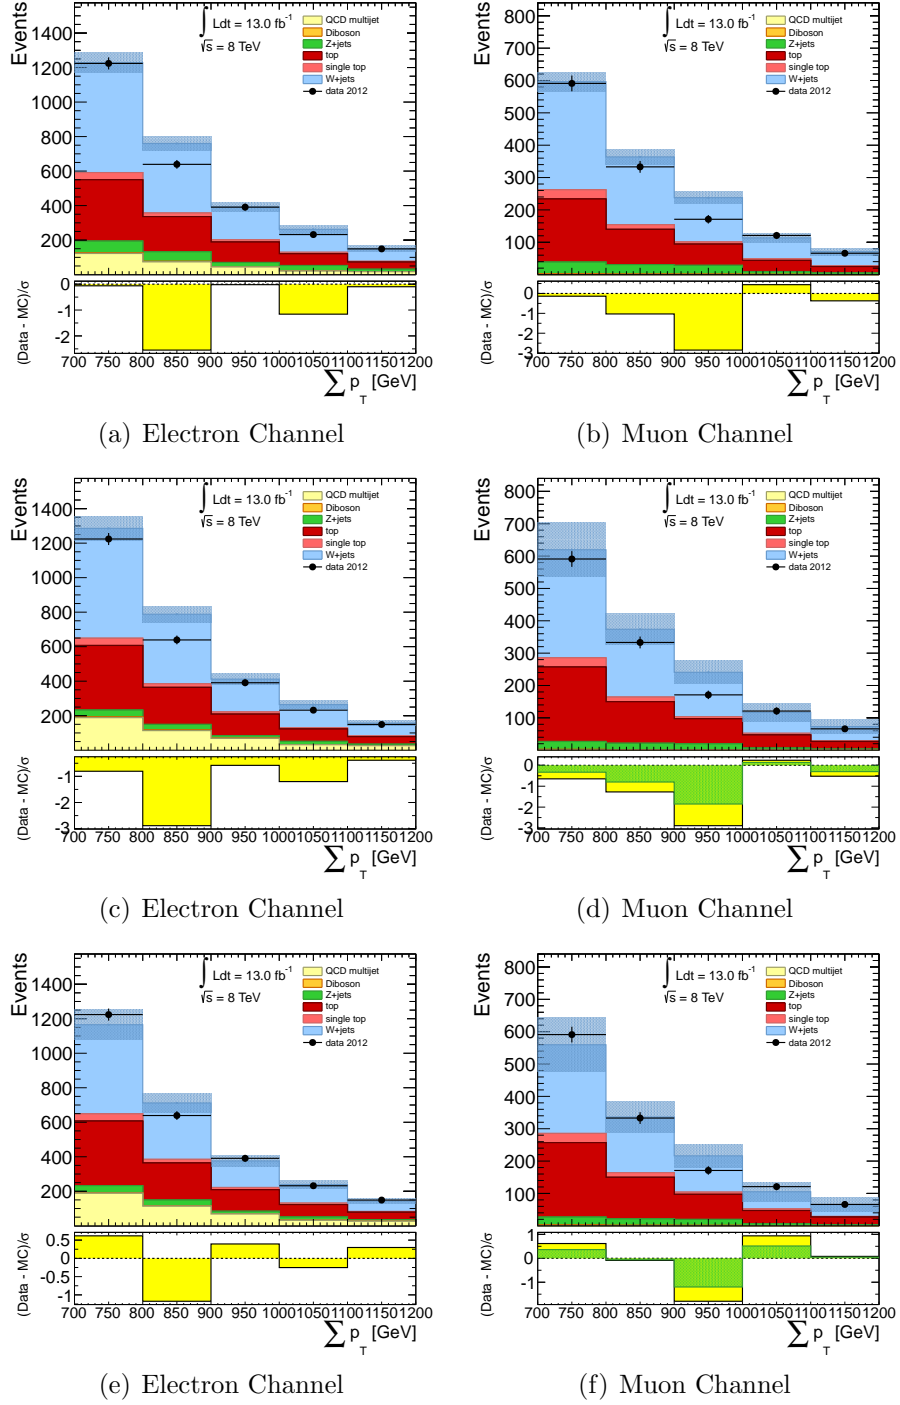 Events
1400
1200
1000
800
600
400
200
∫ Ldt = 13.0 fb⁻¹
√s = 8 TeV
QCD multijet
Diboson
Z+jets
top
single top
W+jets
data 2012
(Data - MC)/σ
0
-1
-2
700 750 800 850 900 950 1000 1050 1100 1150 1200
∑ p_T [GeV]
(a) Electron Channel
Events
800
700
600
500
400
300
200
100
∫ Ldt = 13.0 fb⁻¹
√s = 8 TeV
QCD multijet
Diboson
Z+jets
top
single top
W+jets
data 2012
(Data - MC)/σ
0
-1
-2
-3
700 750 800 850 900 950 1000 1050 1100 1150 1200
∑ p_T [GeV]
(b) Muon Channel
Events
1400
1200
1000
800
600
400
200
∫ Ldt = 13.0 fb⁻¹
√s = 8 TeV
QCD multijet
Diboson
Z+jets
top
single top
W+jets
data 2012
(Data - MC)/σ
-1
-2
-3
700 750 800 850 900 950 1000 1050 1100 1150 1200
∑ p_T [GeV]
(c) Electron Channel
Events
800
700
600
500
400
300
200
100
∫ Ldt = 13.0 fb⁻¹
√s = 8 TeV
QCD multijet
Diboson
Z+jets
top
single top
W+jets
data 2012
(Data - MC)/σ
0
-1
-2
-3
700 750 800 850 900 950 1000 1050 1100 1150 1200
∑ p_T [GeV]
(d) Muon Channel
Events
1400
1200
1000
800
600
400
200
∫ Ldt = 13.0 fb⁻¹
√s = 8 TeV
QCD multijet
Diboson
Z+jets
top
single top
W+jets
data 2012
(Data - MC)/σ
0.5
0
-0.5
-1
700 750 800 850 900 950 1000 1050 1100 1150 1200
∑ p_T [GeV]
(e) Electron Channel
Events
800
700
600
500
400
300
200
100
∫ Ldt = 13.0 fb⁻¹
√s = 8 TeV
QCD multijet
Diboson
Z+jets
top
single top
W+jets
data 2012
(Data - MC)/σ
1
0
-1
700 750 800 850 900 950 1000 1050 1100 1150 1200
∑ p_T [GeV]
(f) Muon Channel